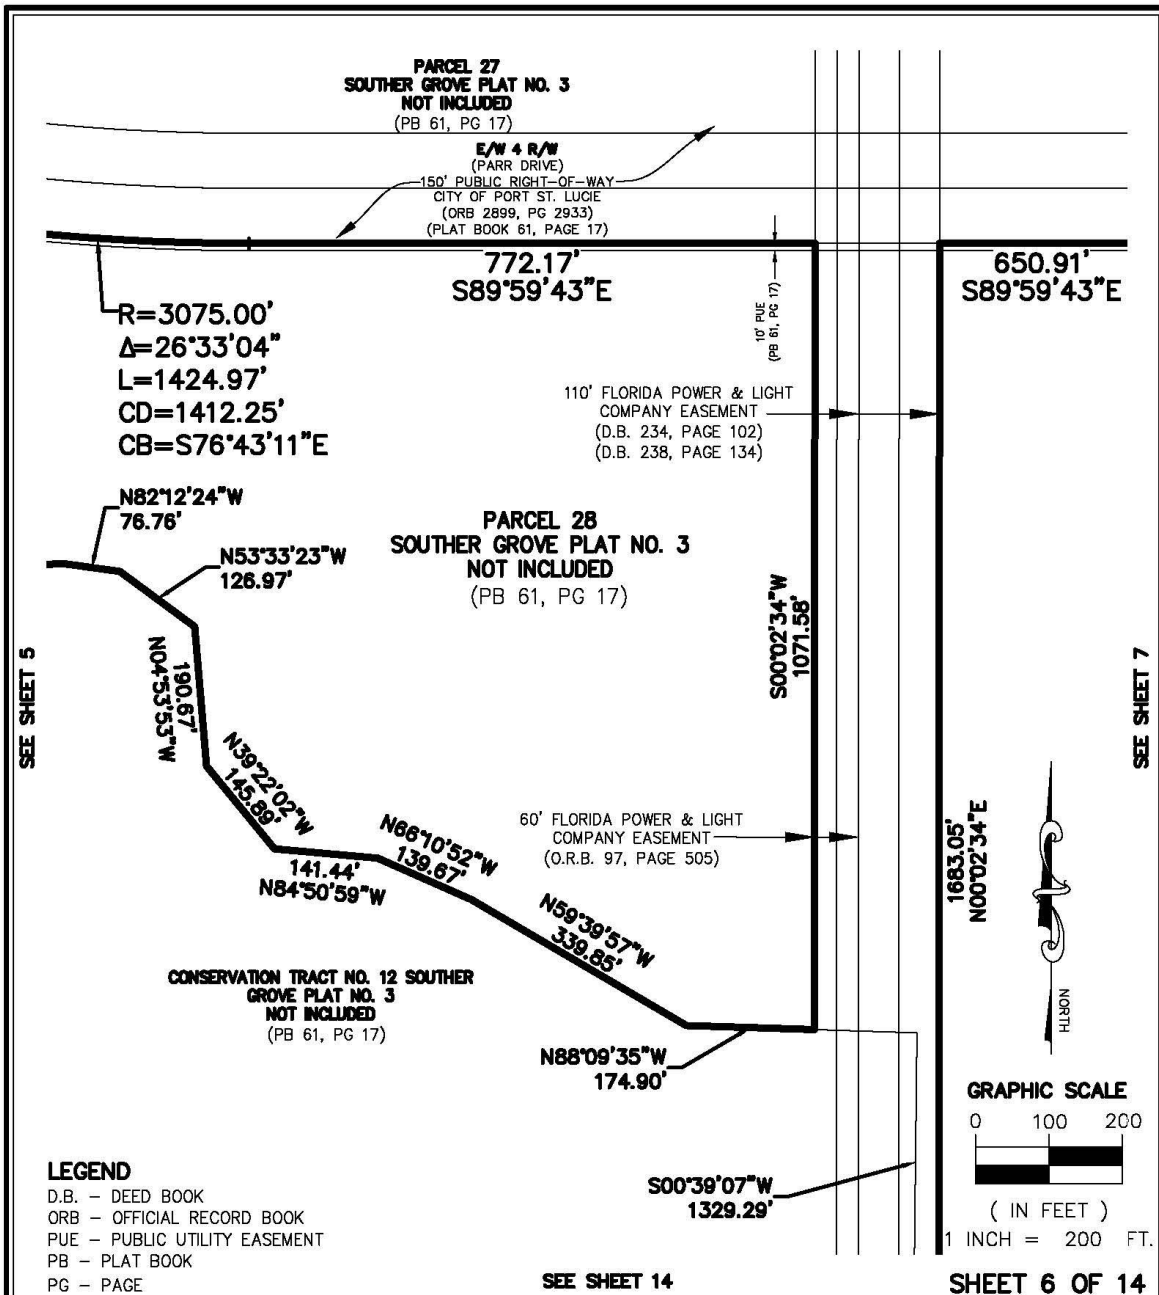 PARCEL 27
SOUTHER GROVE PLAT NO. 3
NOT INCLUDED
(PB 61, PG 17)
E/W 4 R/W
(PARR DRIVE)
150' PUBLIC RIGHT-OF-WAY
CITY OF PORT ST. LUCIE
(ORB 2899, PG 2933)
(PLAT BOOK 61, PAGE 17)
772.17'
S89°59'43"E
650.91'
S89°59'43"E
10' PUE
(PB 61, PG 17)
R=3075.00'
Δ=26°33'04"
L=1424.97'
CD=1412.25'
CB=S76°43'11"E
110' FLORIDA POWER & LIGHT
COMPANY EASEMENT
(D.B. 234, PAGE 102)
(D.B. 238, PAGE 134)
N82°12'24"W
76.76'
N53°33'23"W
126.97'
PARCEL 28
SOUTHER GROVE PLAT NO. 3
NOT INCLUDED
(PB 61, PG 17)
S00°02'34"W
1071.58'
SEE SHEET 5
190.67'
N04°53'53"W
SEE SHEET 7
N39°22'02"W
145.89'
141.44'
N84°50'59"W
N66°10'52"W
139.67'
60' FLORIDA POWER & LIGHT
COMPANY EASEMENT
(O.R.B. 97, PAGE 505)
1683.05'
N00°02'34"E
N59°39'57"W
339.85'
CONSERVATION TRACT NO. 12 SOUTHER
GROVE PLAT NO. 3
NOT INCLUDED
(PB 61, PG 17)
NORTH
N88°09'35"W
174.90'
GRAPHIC SCALE
0 100 200
( IN FEET )
1 INCH = 200 FT.
S00°39'07"W
1329.29'
LEGEND
D.B. - DEED BOOK
ORB - OFFICIAL RECORD BOOK
PUE - PUBLIC UTILITY EASEMENT
PB - PLAT BOOK
PG - PAGE
SEE SHEET 14
SHEET 6 OF 14